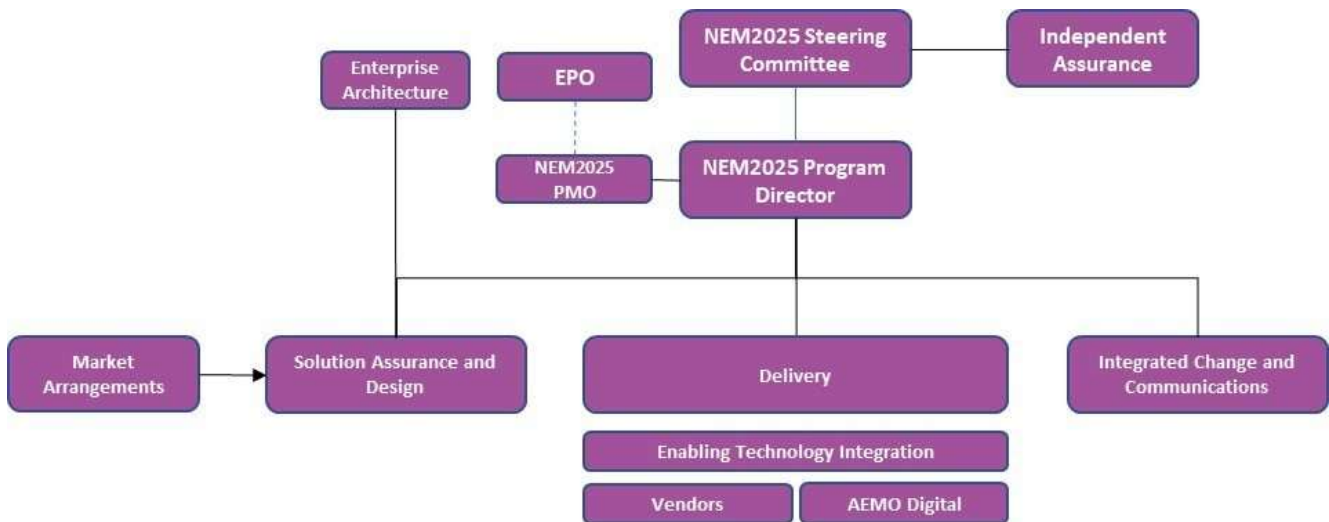 NEM2025 Steering
Committee
Independent
Assurance
Enterprise
Architecture
EPO
NEM2025
PMO
NEM2025 Program
Director
Market
Arrangements
Solution Assurance and
Design
Delivery
Integrated Change and
Communications
Enabling Technology Integration
Vendors
AEMO Digital